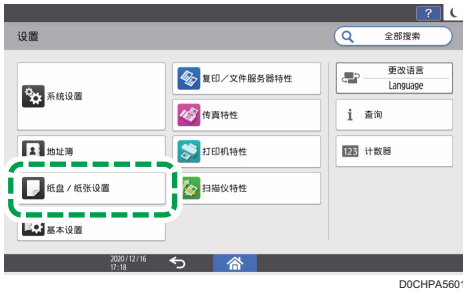 ?
设置
全部搜索
系统设置
复印／文件服务器特性
更改语言
Language
传真特性
i 查询
地址簿
打印机特性
123 计数器
纸盘 / 纸张设置
扫描仪特性
基本设置
2020/12/16
17:18
D0CHPA5601